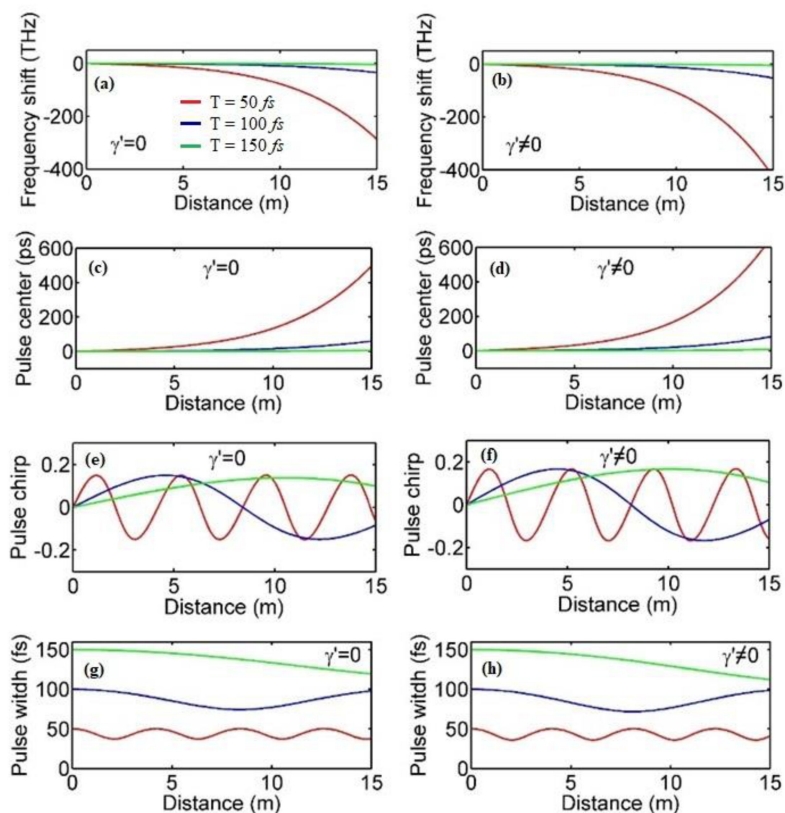 Frequency shift (THz)
0
-200
-400
(a)
T = 50 fs
T = 100 fs
T = 150 fs
γ'=0
0
5
10
15
Distance (m)
Frequency shift (THz)
0
-200
-400
(b)
γ'≠0
0
5
10
15
Distance (m)
Pulse center (ps)
600
400
200
0
(c)
γ'=0
0
5
10
15
Distance (m)
Pulse center (ps)
600
400
200
0
(d)
γ'≠0
0
5
10
15
Distance (m)
Pulse chirp
0.2
0
-0.2
(e)
γ'=0
0
5
10
15
Distance (m)
Pulse chirp
0.2
0
-0.2
(f)
γ'≠0
0
5
10
15
Distance (m)
Pulse witdh (fs)
150
100
50
0
(g)
γ'=0
0
5
10
15
Distance (m)
Pulse witdh (fs)
150
100
50
0
(h)
γ'≠0
0
5
10
15
Distance (m)